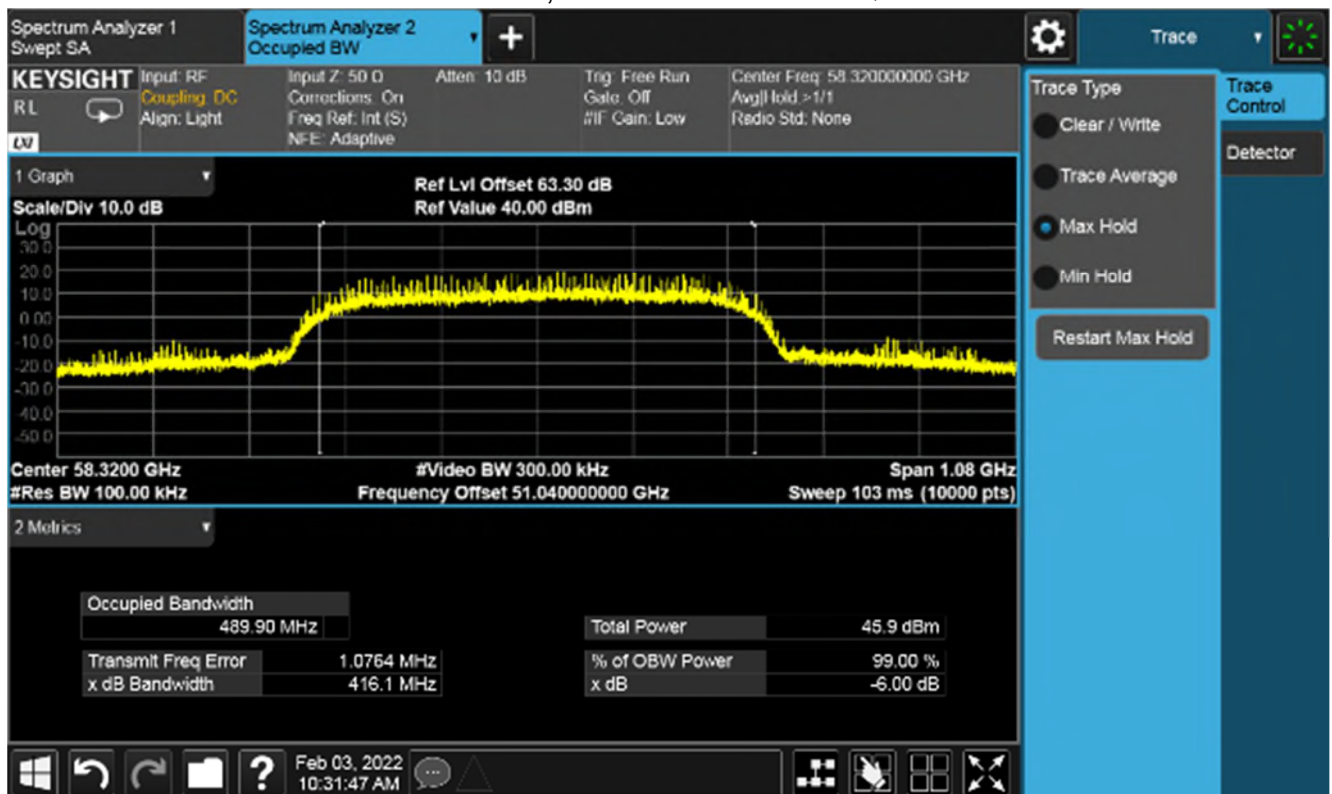 Spectrum Analyzer 1
Swept SA
Spectrum Analyzer 2
Occupied BW
+
Trace
KEYSIGHT
RL
LXI
Input: RF
Coupling: DC
Align: Light
Input Z: 50 Ω
Corrections: On
Freq Ref: Int (S)
NFE: Adaptive
Atten: 10 dB
Trig: Free Run
Gate: Off
#IF Gain: Low
Center Freq: 58.320000000 GHz
Avg|Hold:>1/1
Radio Std: None
Trace Type
Clear / Write
Trace Average
Max Hold
Min Hold
Restart Max Hold
Trace
Control
Detector
1 Graph
Scale/Div 10.0 dB
Ref Lvl Offset 63.30 dB
Ref Value 40.00 dBm
Log
30.0
20.0
10.0
0.00
-10.0
-20.0
-30.0
-40.0
-50.0
Center 58.3200 GHz
#Video BW 300.00 kHz
Span 1.08 GHz
#Res BW 100.00 kHz
Frequency Offset 51.040000000 GHz
Sweep 103 ms (10000 pts)
2 Metrics
Occupied Bandwidth
489.90 MHz
Total Power 45.9 dBm
Transmit Freq Error 1.0764 MHz
% of OBW Power 99.00 %
x dB Bandwidth 416.1 MHz
x dB -6.00 dB
?
Feb 03, 2022
10:31:47 AM